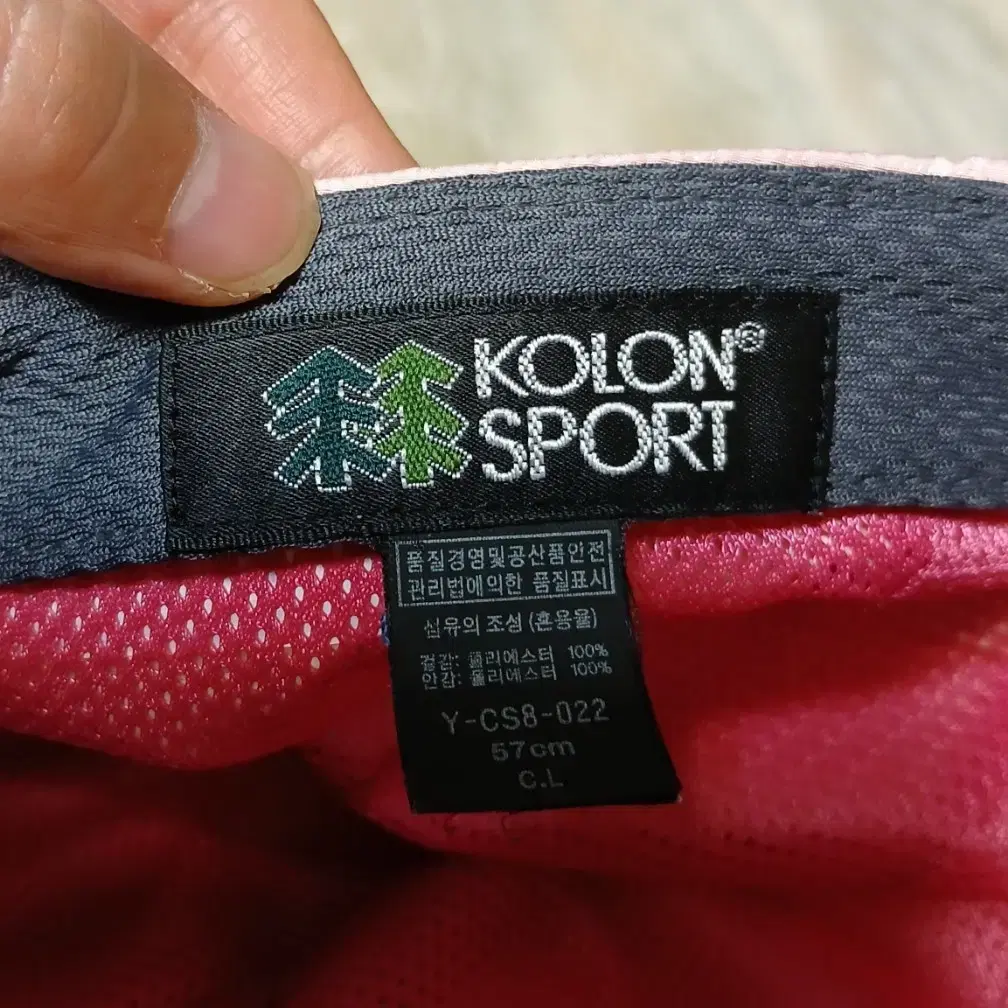 KOLON®
SPORT
품질경영및공산품안전
관리법에의한 품질표시
섬유의 조성 (혼용율)
겉감: 폴리에스터 100%
안감: 폴리에스터 100%
Y-CS8-022
57cm
C.L